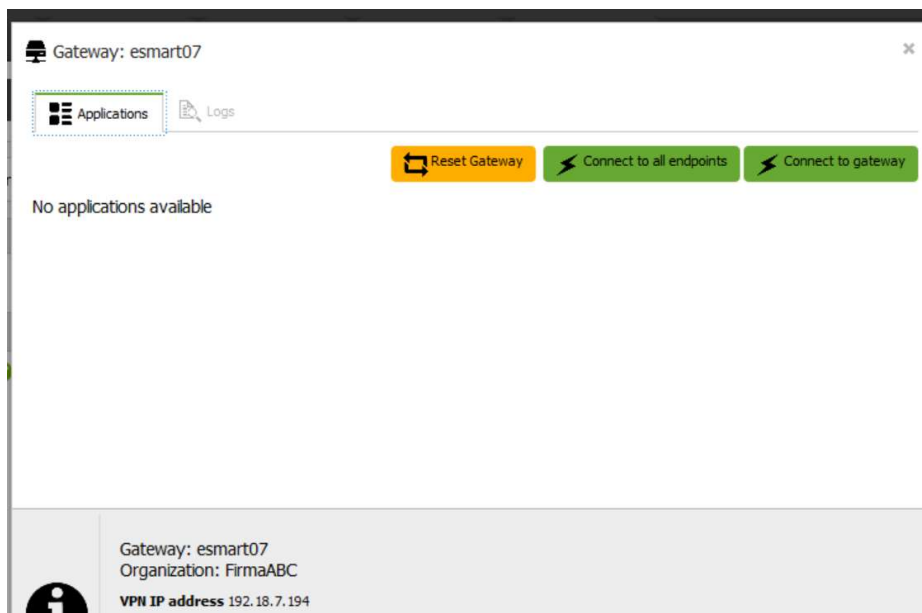 Gateway: esmart07
Applications
Logs
Reset Gateway
Connect to all endpoints
Connect to gateway
No applications available
Gateway: esmart07
Organization: FirmaABC
VPN IP address 192.18.7.194